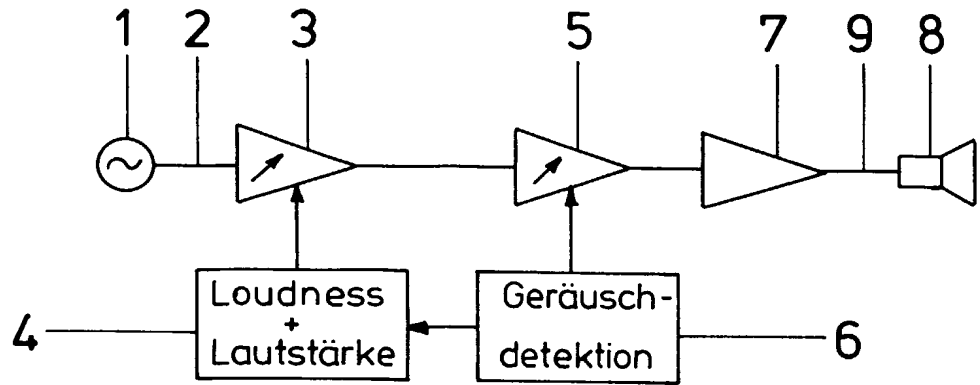 1 2 3 5 7 9 8
Loudness
+
Lautstärke
Geräusch-
detektion
4
6